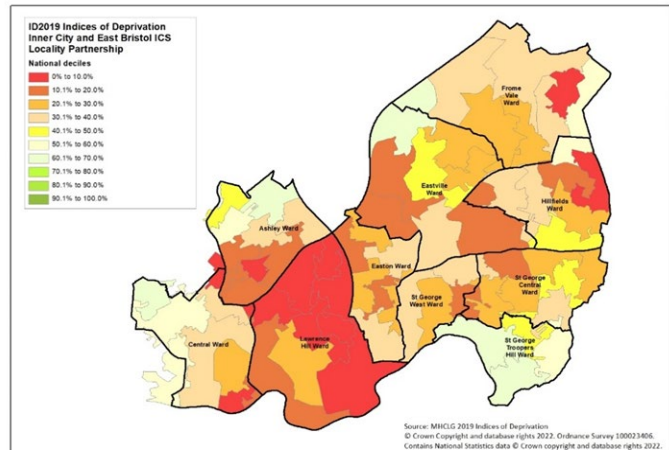 ID2019 Indices of Deprivation
Inner City and East Bristol ICS
Locality Partnership
National deciles
0% to 10.0%
10.1% to 20.0%
20.1% to 30.0%
30.1% to 40.0%
40.1% to 50.0%
50.1% to 60.0%
60.1% to 70.0%
70.1% to 80.0%
80.1% to 90.0%
90.1% to 100.0%
Frome
Vale
Ward
Eastville
Ward
Hillfields
Ward
Ashley Ward
Easton Ward
St George
Central
Ward
St George
West Ward
Central Ward
Lawrence
Hill Ward
St George
Troopers
Hill Ward
Source: MHCLG 2019 Indices of Deprivation
© Crown Copyright and database rights 2022. Ordnance Survey 100023406.
Contains National Statistics data © Crown copyright and database rights 2022.